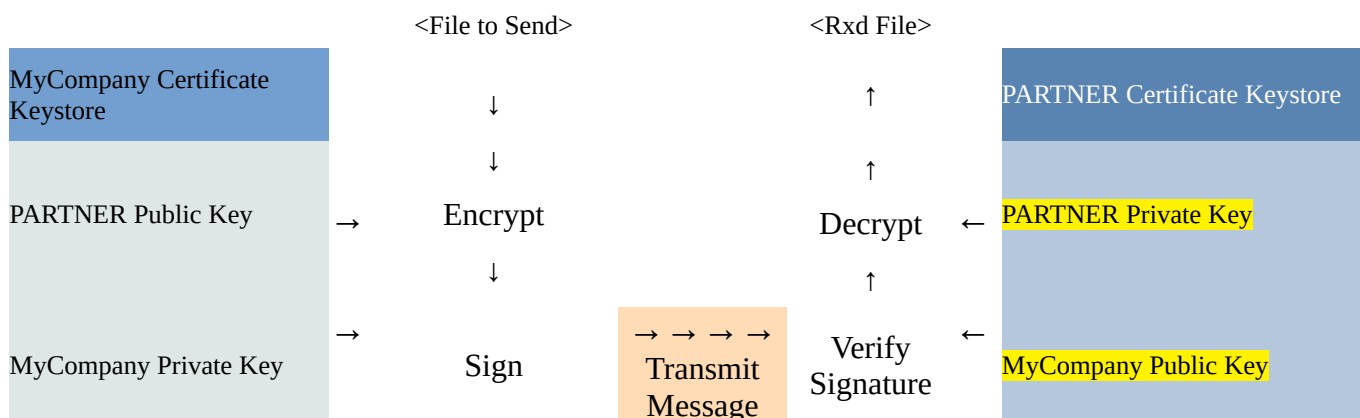 <File to Send>
<Rxd File>
MyCompany Certificate
Keystore
↓
↑
PARTNER Certificate Keystore
↓
↑
PARTNER Public Key
→
Encrypt
Decrypt
←
PARTNER Private Key
↓
↑
MyCompany Private Key
→
Sign
→ → → →
Transmit
Message
Verify
Signature
←
MyCompany Public Key